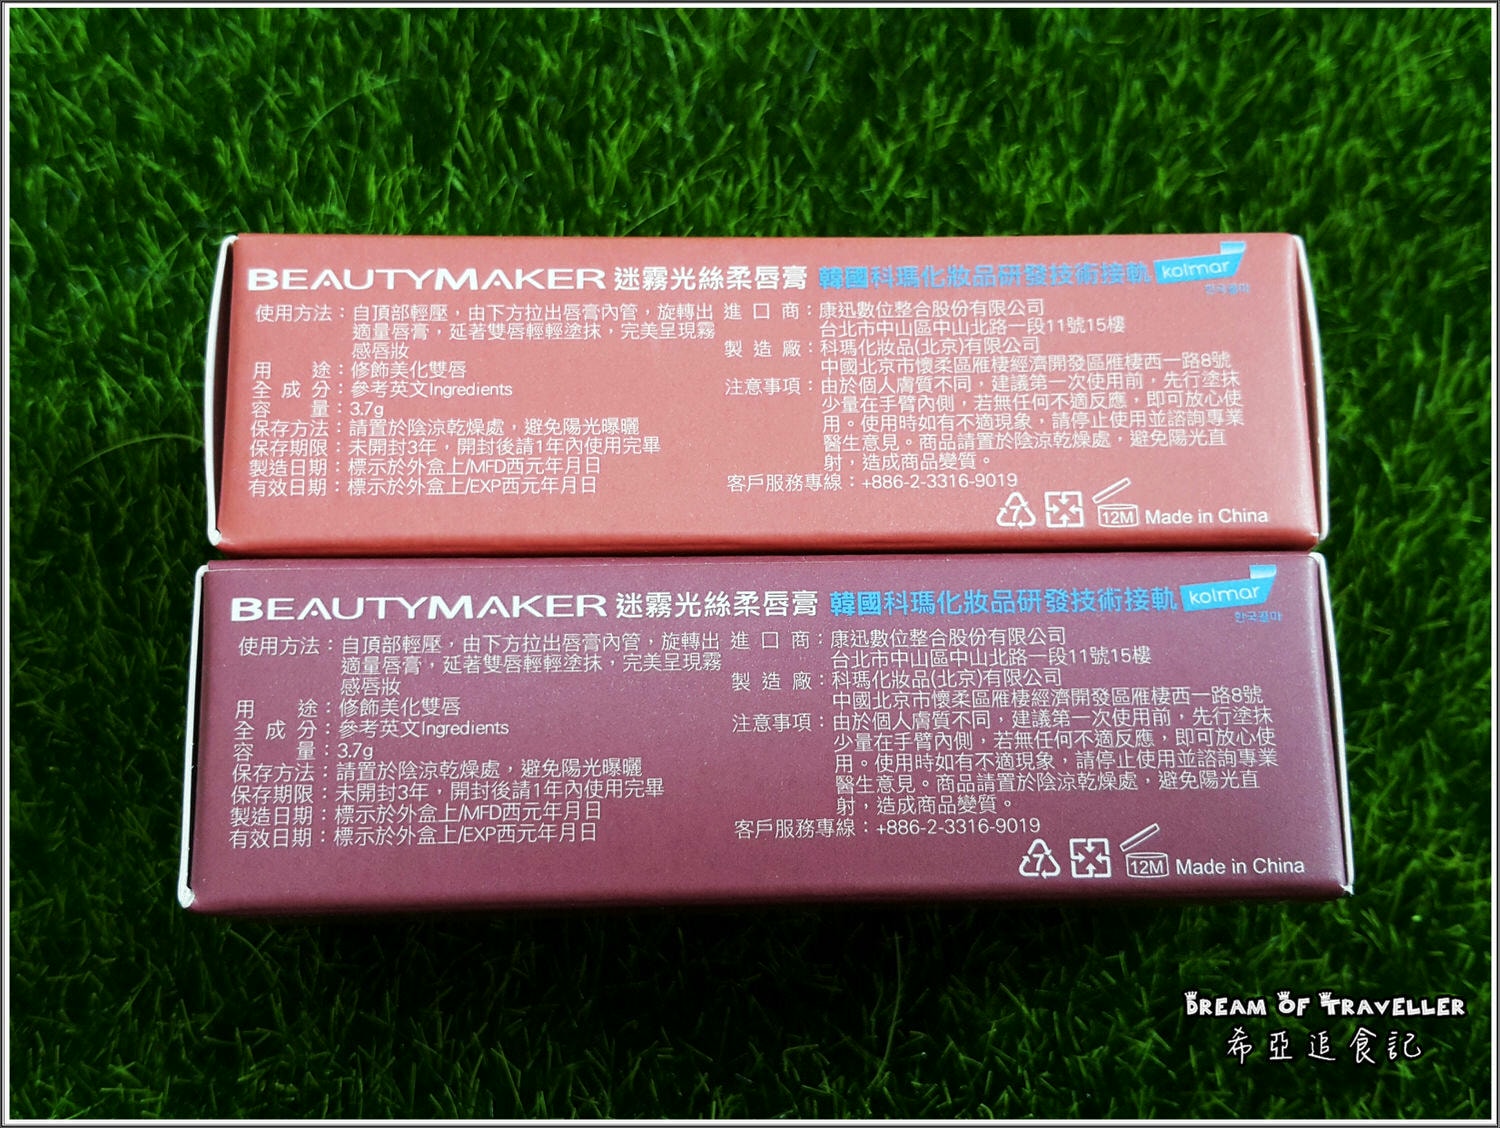 BEAUTYMAKER 迷霧光絲柔唇膏 韓國科瑪化妝品研發技術接軌 kolmar
한국콜마
使用方法：自頂部輕壓，由下方拉出唇膏內管，旋轉出
適量唇膏，延著雙唇輕輕塗抹，完美呈現霧
感唇妝
用 途：修飾美化雙唇
全 成 分：參考英文Ingredients
容 量：3.7g
保存方法：請置於陰涼乾燥處，避免陽光曝曬
保存期限：未開封3年，開封後請1年內使用完畢
製造日期：標示於外盒上/MFD西元年月日
有效日期：標示於外盒上/EXP西元年月日
進 口 商：康迅數位整合股份有限公司
台北市中山區中山北路一段11號15樓
製 造 廠：科瑪化妝品(北京)有限公司
中國北京市懷柔區雁棲經濟開發區雁棲西一路8號
注意事項：由於個人膚質不同，建議第一次使用前，先行塗抹
少量在手臂內側，若無任何不適反應，即可放心使
用。使用時如有不適現象，請停止使用並諮詢專業
醫生意見。商品請置於陰涼乾燥處，避免陽光直
射，造成商品變質。
客戶服務專線：+886-2-3316-9019
7 12M Made in China
BEAUTYMAKER 迷霧光絲柔唇膏 韓國科瑪化妝品研發技術接軌 kolmar
한국콜마
使用方法：自頂部輕壓，由下方拉出唇膏內管，旋轉出
適量唇膏，延著雙唇輕輕塗抹，完美呈現霧
感唇妝
用 途：修飾美化雙唇
全 成 分：參考英文Ingredients
容 量：3.7g
保存方法：請置於陰涼乾燥處，避免陽光曝曬
保存期限：未開封3年，開封後請1年內使用完畢
製造日期：標示於外盒上/MFD西元年月日
有效日期：標示於外盒上/EXP西元年月日
進 口 商：康迅數位整合股份有限公司
台北市中山區中山北路一段11號15樓
製 造 廠：科瑪化妝品(北京)有限公司
中國北京市懷柔區雁棲經濟開發區雁棲西一路8號
注意事項：由於個人膚質不同，建議第一次使用前，先行塗抹
少量在手臂內側，若無任何不適反應，即可放心使
用。使用時如有不適現象，請停止使用並諮詢專業
醫生意見。商品請置於陰涼乾燥處，避免陽光直
射，造成商品變質。
客戶服務專線：+886-2-3316-9019
7 12M Made in China
DREAM OF TRAVELLER
希亞追食記